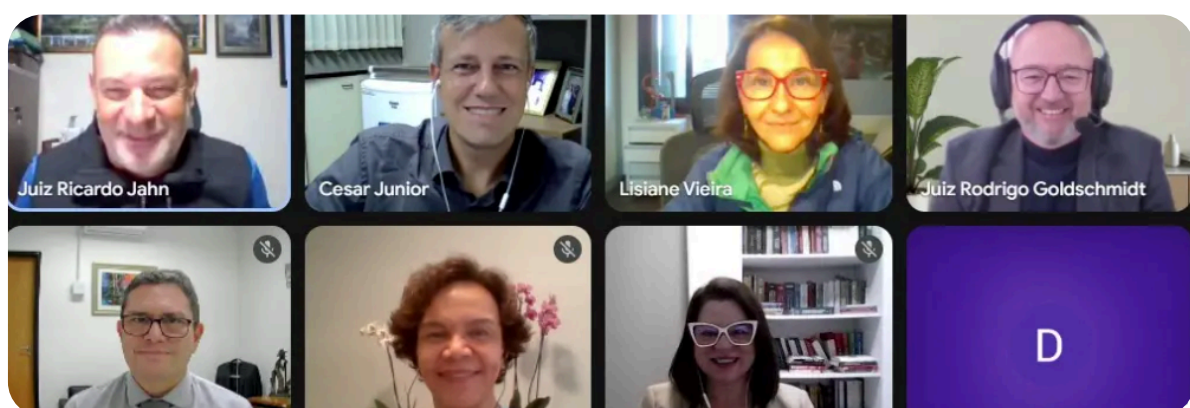 Juiz Ricardo Jahn
Cesar Junior
Lisiane Vieira
Juiz Rodrigo Goldschmidt
D